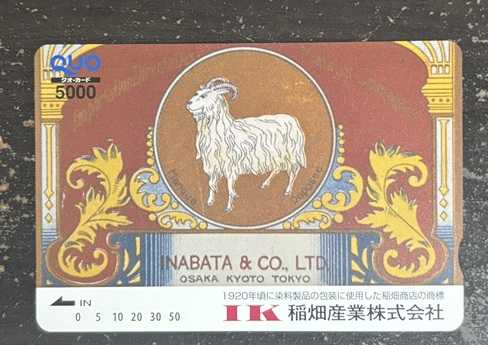 QUO
クオ・カード
5000
INABATA & CO., LTD.
OSAKA KYOTO TOKYO
1920年頃に染料製品の包装に使用した稲畑商店の商標
IK 稲畑産業株式会社
IN
0 5 10 20 30 50